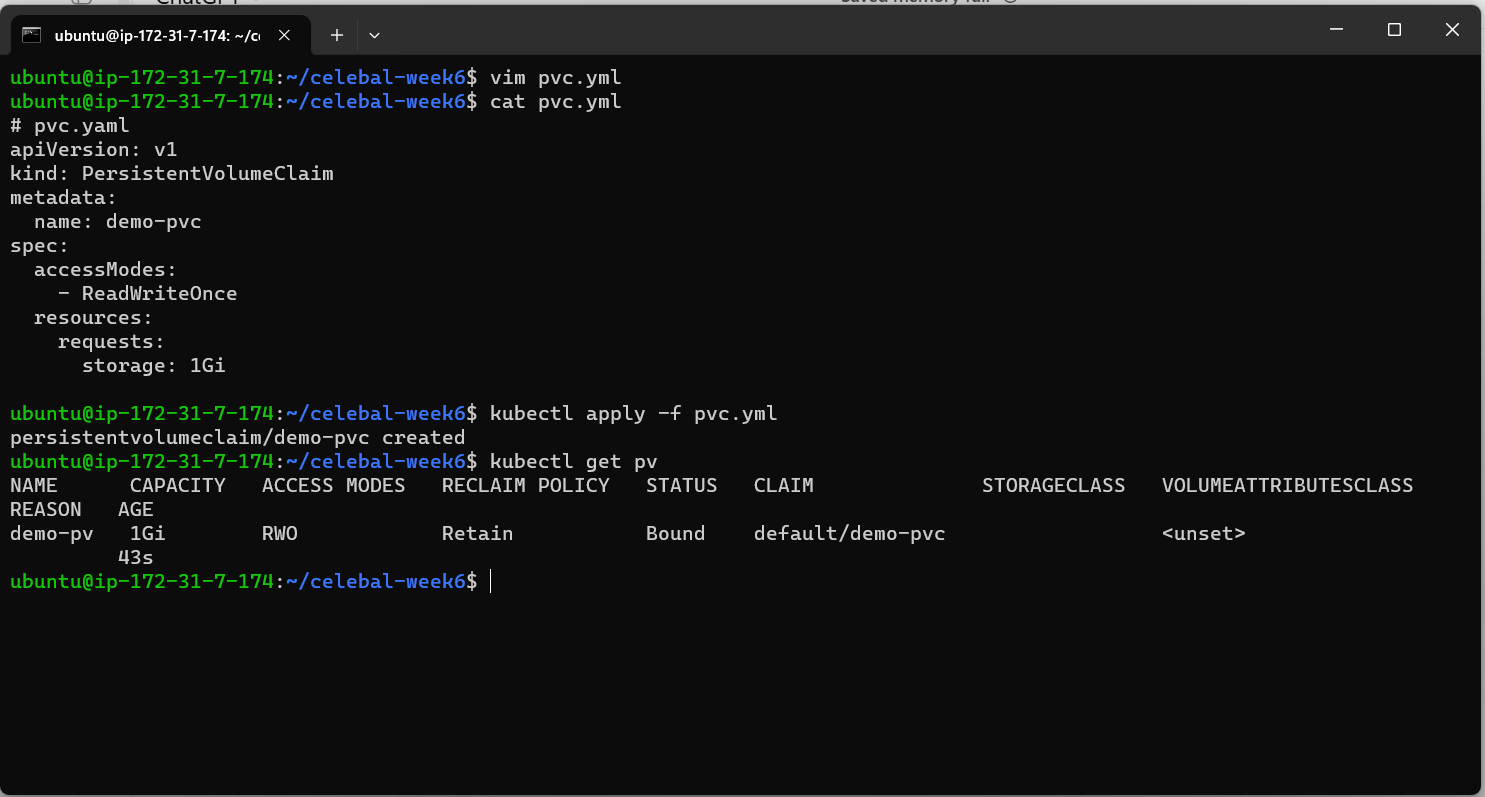 ubuntu@ip-172-31-7-174: ~/c
ubuntu@ip-172-31-7-174:~/celebal-week6$ vim pvc.yml
ubuntu@ip-172-31-7-174:~/celebal-week6$ cat pvc.yml
# pvc.yaml
apiVersion: v1
kind: PersistentVolumeClaim
metadata:
  name: demo-pvc
spec:
  accessModes:
    - ReadWriteOnce
  resources:
    requests:
      storage: 1Gi
ubuntu@ip-172-31-7-174:~/celebal-week6$ kubectl apply -f pvc.yml
persistentvolumeclaim/demo-pvc created
ubuntu@ip-172-31-7-174:~/celebal-week6$ kubectl get pv
NAME      CAPACITY   ACCESS MODES   RECLAIM POLICY   STATUS   CLAIM              STORAGECLASS   VOLUMEATTRIBUTESCLASS
REASON   AGE
demo-pv   1Gi        RWO            Retain           Bound    default/demo-pvc                  <unset>
         43s
ubuntu@ip-172-31-7-174:~/celebal-week6$